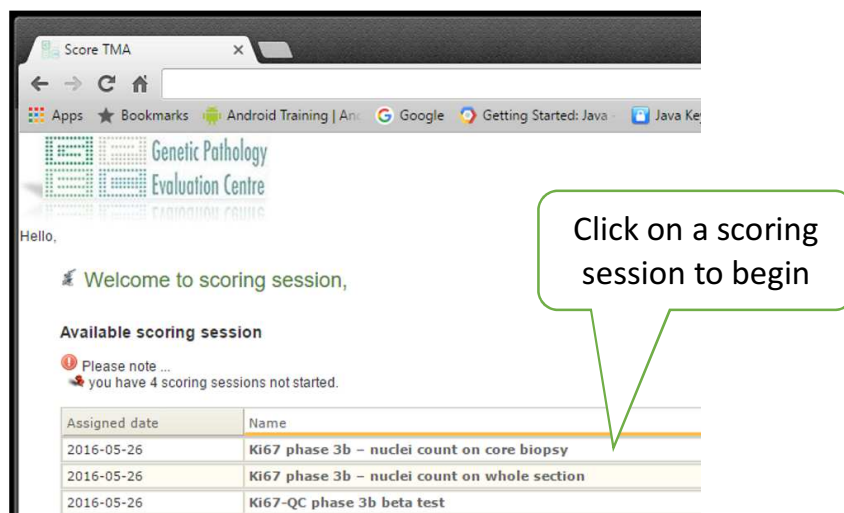 Score TMA
Apps Bookmarks Android Training | An Google Getting Started: Java - Java Ke
Genetic Pathology
Evaluation Centre
Hello,
Click on a scoring
session to begin
Welcome to scoring session,
Available scoring session
Please note ...
you have 4 scoring sessions not started.
Assigned date Name
2016-05-26 Ki67 phase 3b – nuclei count on core biopsy
2016-05-26 Ki67 phase 3b – nuclei count on whole section
2016-05-26 Ki67-QC phase 3b beta test